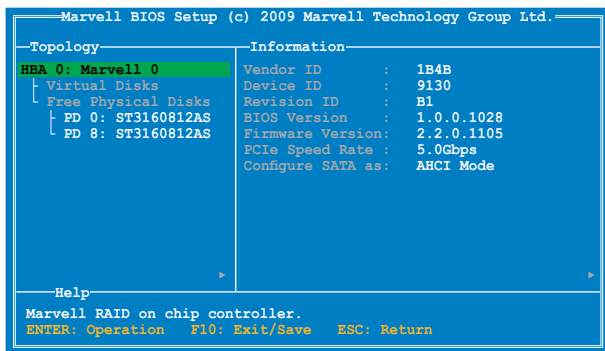 Marvell BIOS Setup (c) 2009 Marvell Technology Group Ltd.
Topology
HBA 0: Marvell 0
Virtual Disks
Free Physical Disks
PD 0: ST3160812AS
PD 8: ST3160812AS
Information
Vendor ID : 1B4B
Device ID : 9130
Revision ID : B1
BIOS Version : 1.0.0.1028
Firmware Version: 2.2.0.1105
PCIe Speed Rate : 5.0Gbps
Configure SATA as: AHCI Mode
Help
Marvell RAID on chip controller.
ENTER: Operation F10: Exit/Save ESC: Return